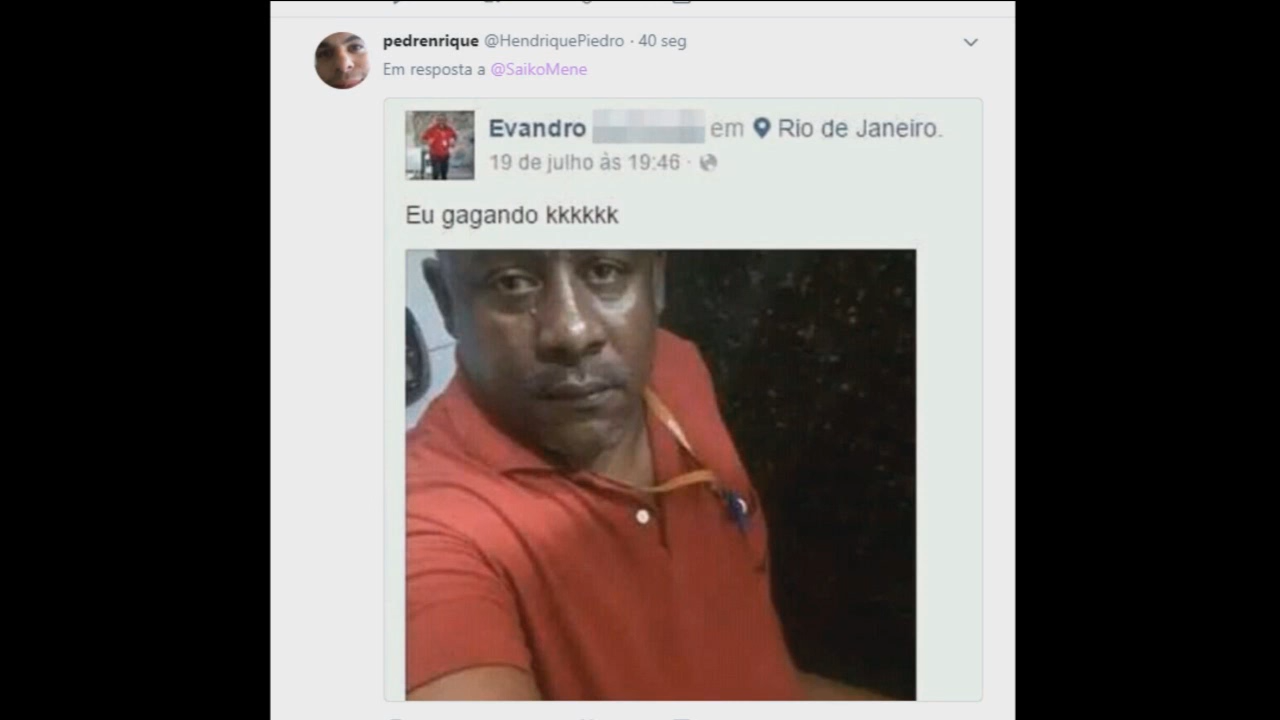 pedrenrique @HendriquePiedro · 40 seg
Em resposta a @SaikoMene
Evandro em Rio de Janeiro.
19 de julho às 19:46 ·
Eu gagando kkkkkk